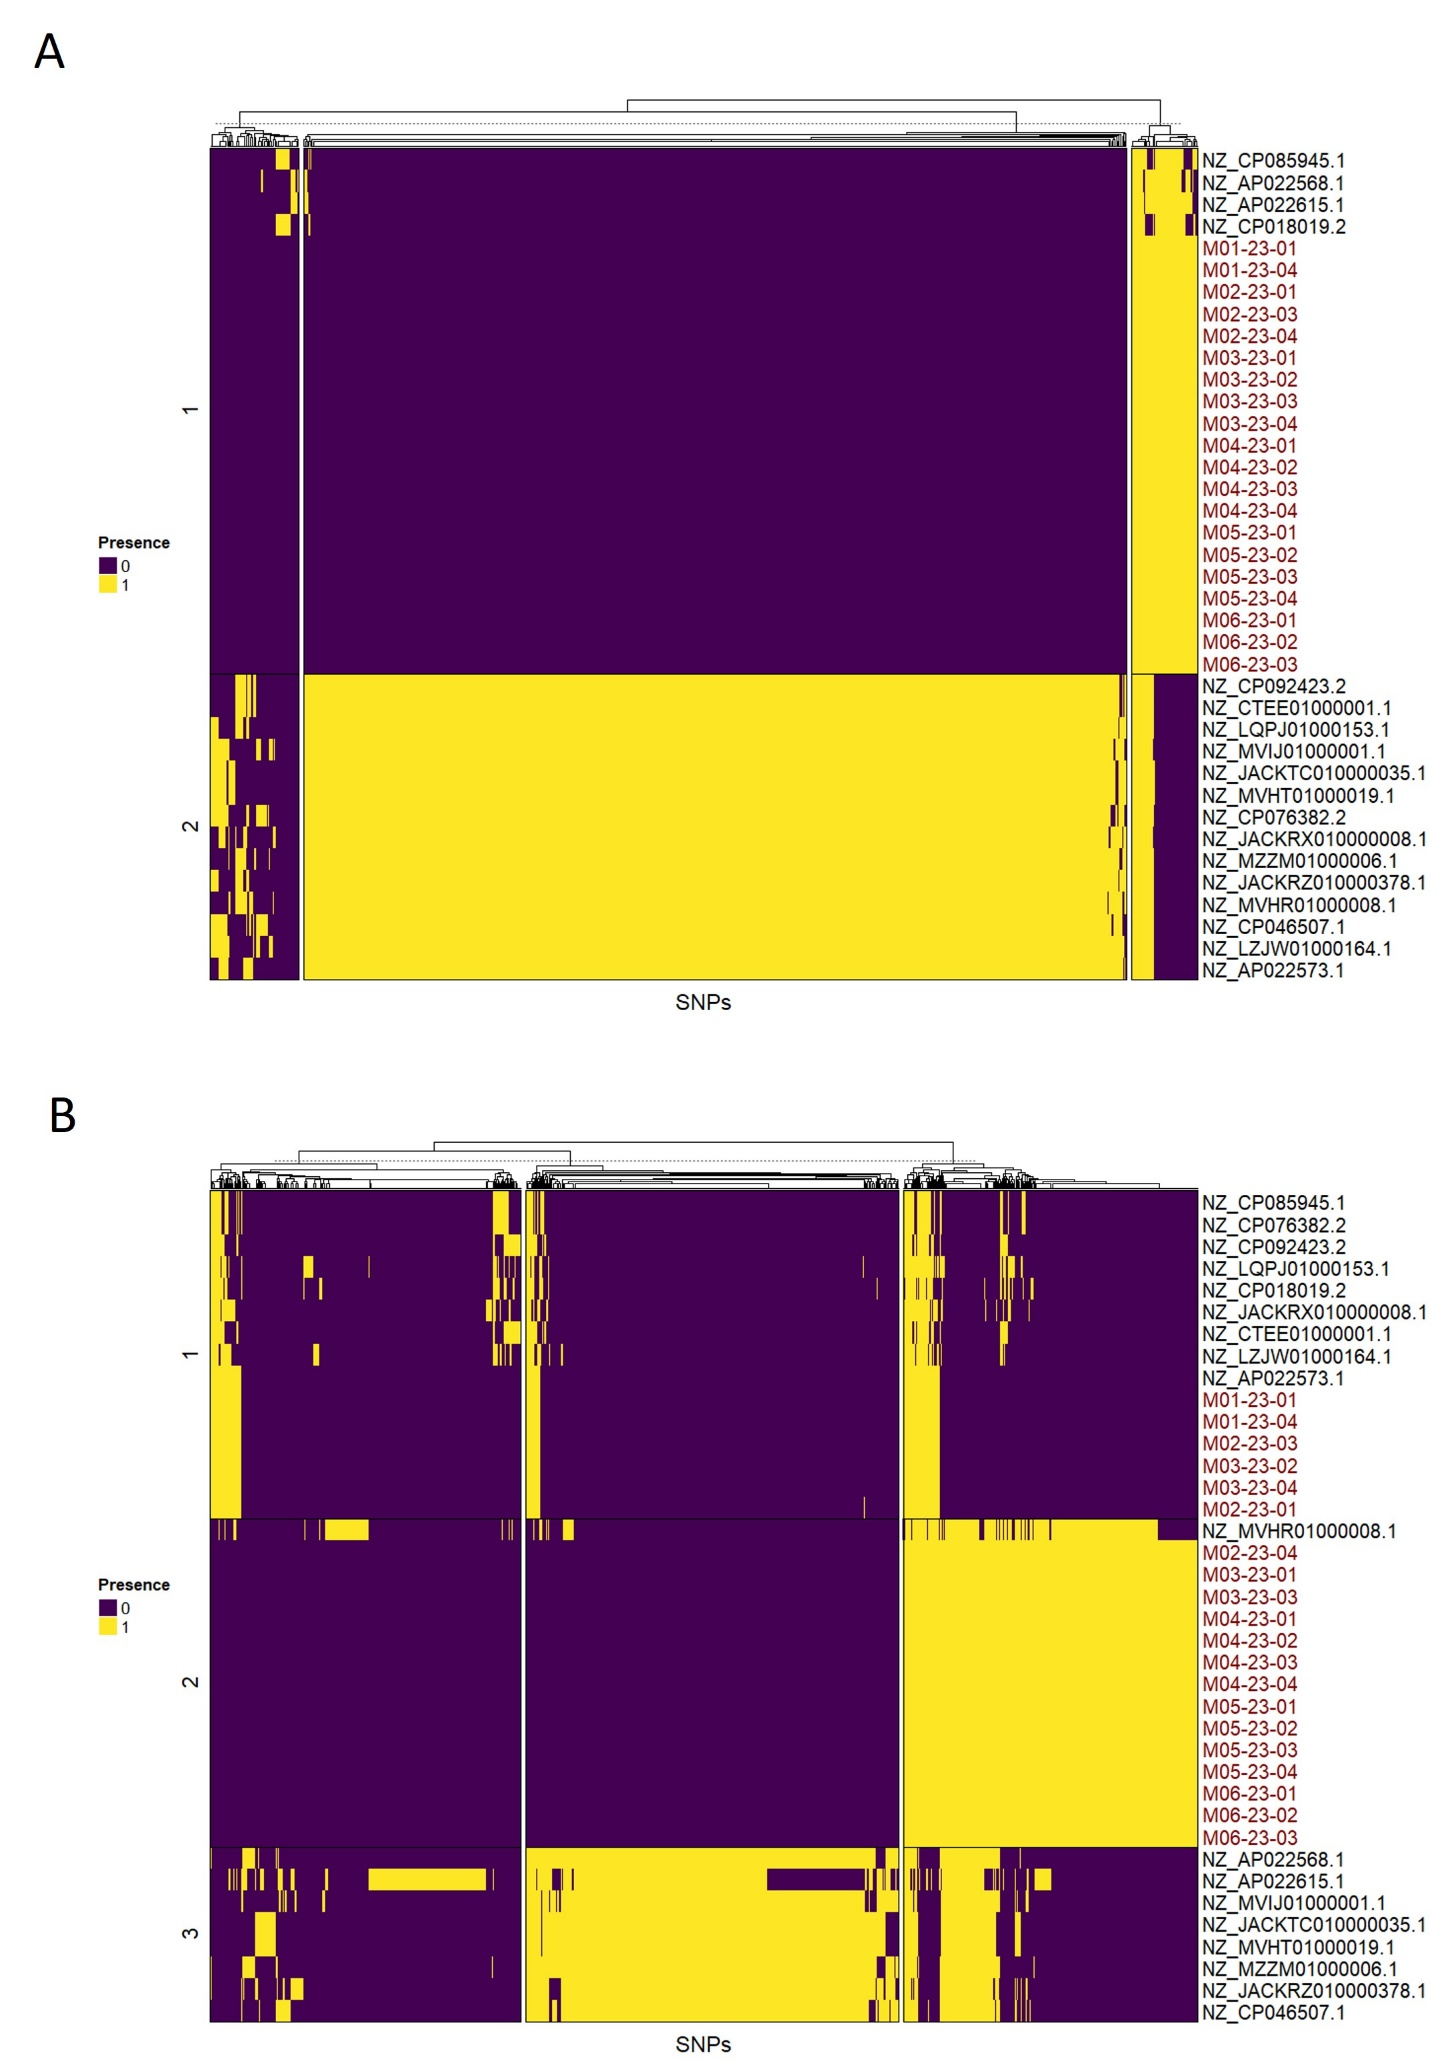 A
NZ_CP085945.1
NZ_AP022568.1
NZ_AP022615.1
NZ_CP018019.2
M01-23-01
M01-23-04
M02-23-01
M02-23-03
M02-23-04
M03-23-01
M03-23-02
M03-23-03
M03-23-04
M04-23-01
M04-23-02
M04-23-03
M04-23-04
M05-23-01
M05-23-02
M05-23-03
M05-23-04
M06-23-01
M06-23-02
M06-23-03
1
Presence
0
1
NZ_CP092423.2
NZ_CTEE01000001.1
NZ_LQPJ01000153.1
NZ_MVIJ01000001.1
NZ_JACKTC010000035.1
NZ_MVHT01000019.1
NZ_CP076382.2
NZ_JACKRX010000008.1
NZ_MZZM01000006.1
NZ_JACKRZ010000378.1
NZ_MVHR01000008.1
NZ_CP046507.1
NZ_LZJW01000164.1
NZ_AP022573.1
2
SNPs
B
NZ_CP085945.1
NZ_CP076382.2
NZ_CP092423.2
NZ_LQPJ01000153.1
NZ_CP018019.2
NZ_JACKRX010000008.1
NZ_CTEE01000001.1
NZ_LZJW01000164.1
NZ_AP022573.1
M01-23-01
M01-23-04
M02-23-03
M03-23-02
M03-23-04
M02-23-01
1
NZ_MVHR01000008.1
M02-23-04
M03-23-01
M03-23-03
M04-23-01
M04-23-02
M04-23-03
M04-23-04
M05-23-01
M05-23-02
M05-23-03
M05-23-04
M06-23-01
M06-23-02
M06-23-03
Presence
0
1
2
NZ_AP022568.1
NZ_AP022615.1
NZ_MVIJ01000001.1
NZ_JACKTC010000035.1
NZ_MVHT01000019.1
NZ_MZZM01000006.1
NZ_JACKRZ010000378.1
NZ_CP046507.1
3
SNPs